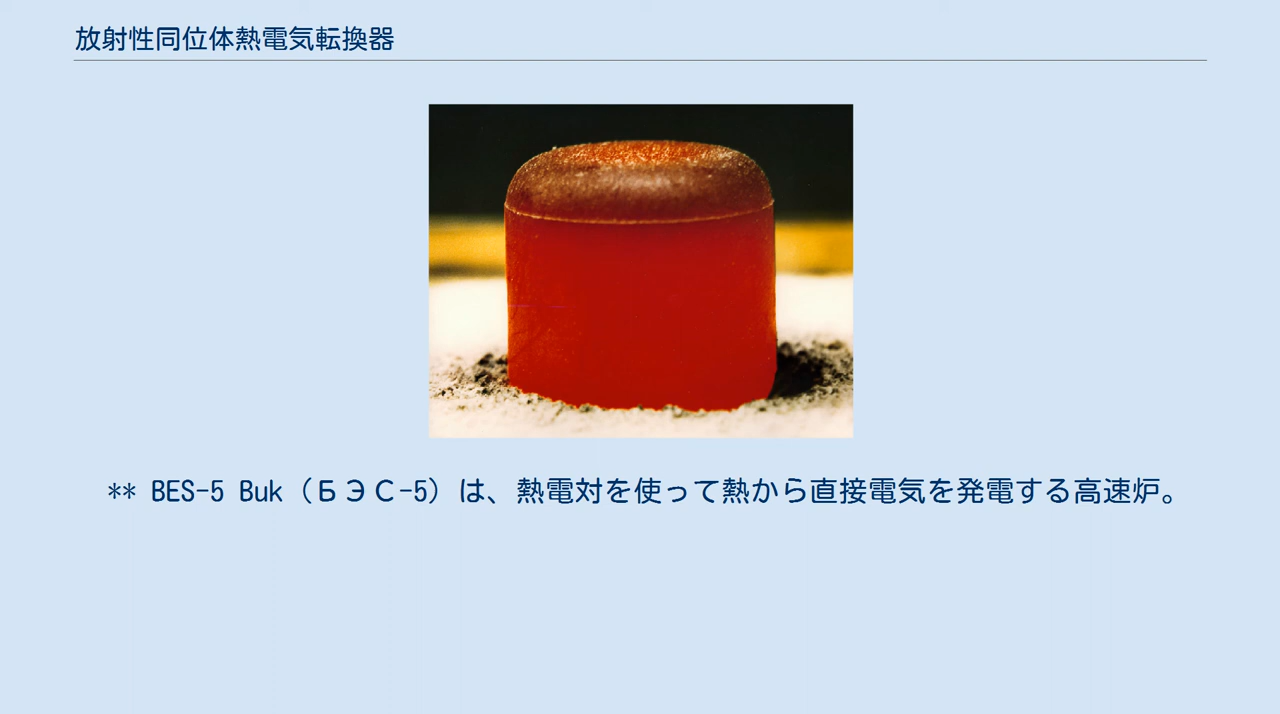 放射性同位体熱電気転換器
** BES-5 Buk（БЭС-5）は、熱電対を使って熱から直接電気を発電する高速炉。